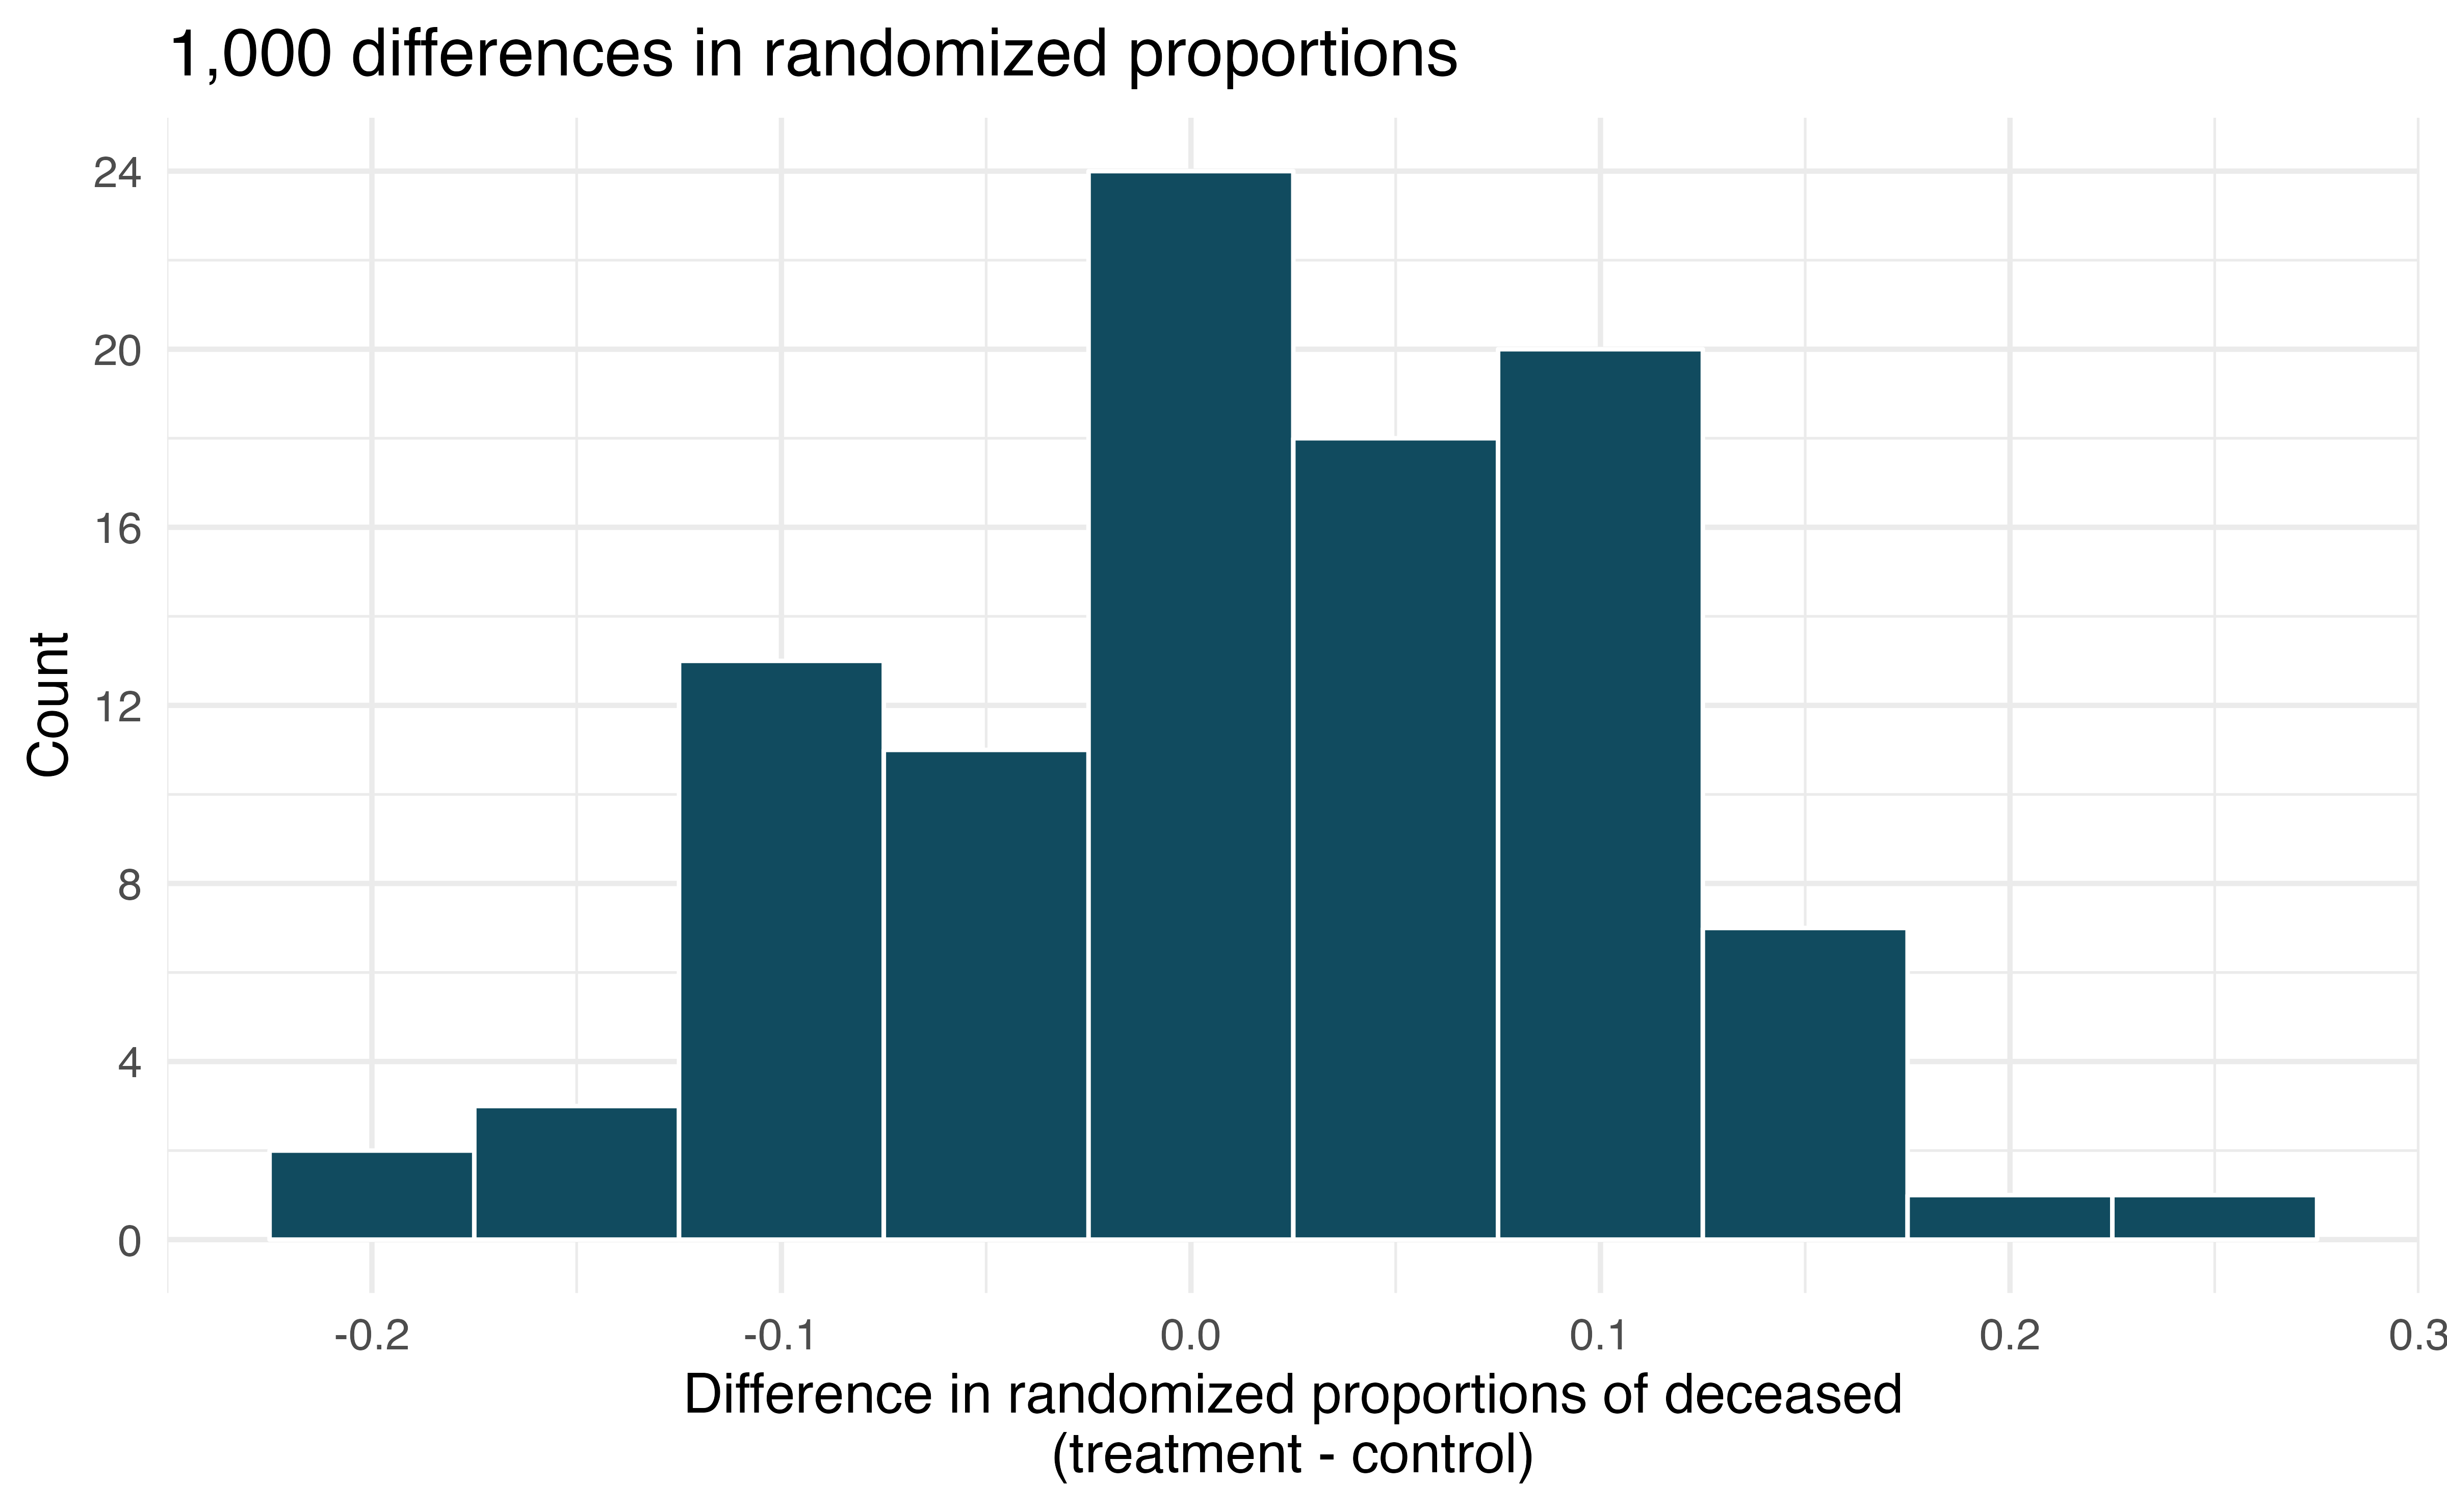 1,000 differences in randomized proportions
24
20
16
12
8
4
0
Count
-0.2 -0.1 0.0 0.1 0.2 0.3
Difference in randomized proportions of deceased
(treatment - control)